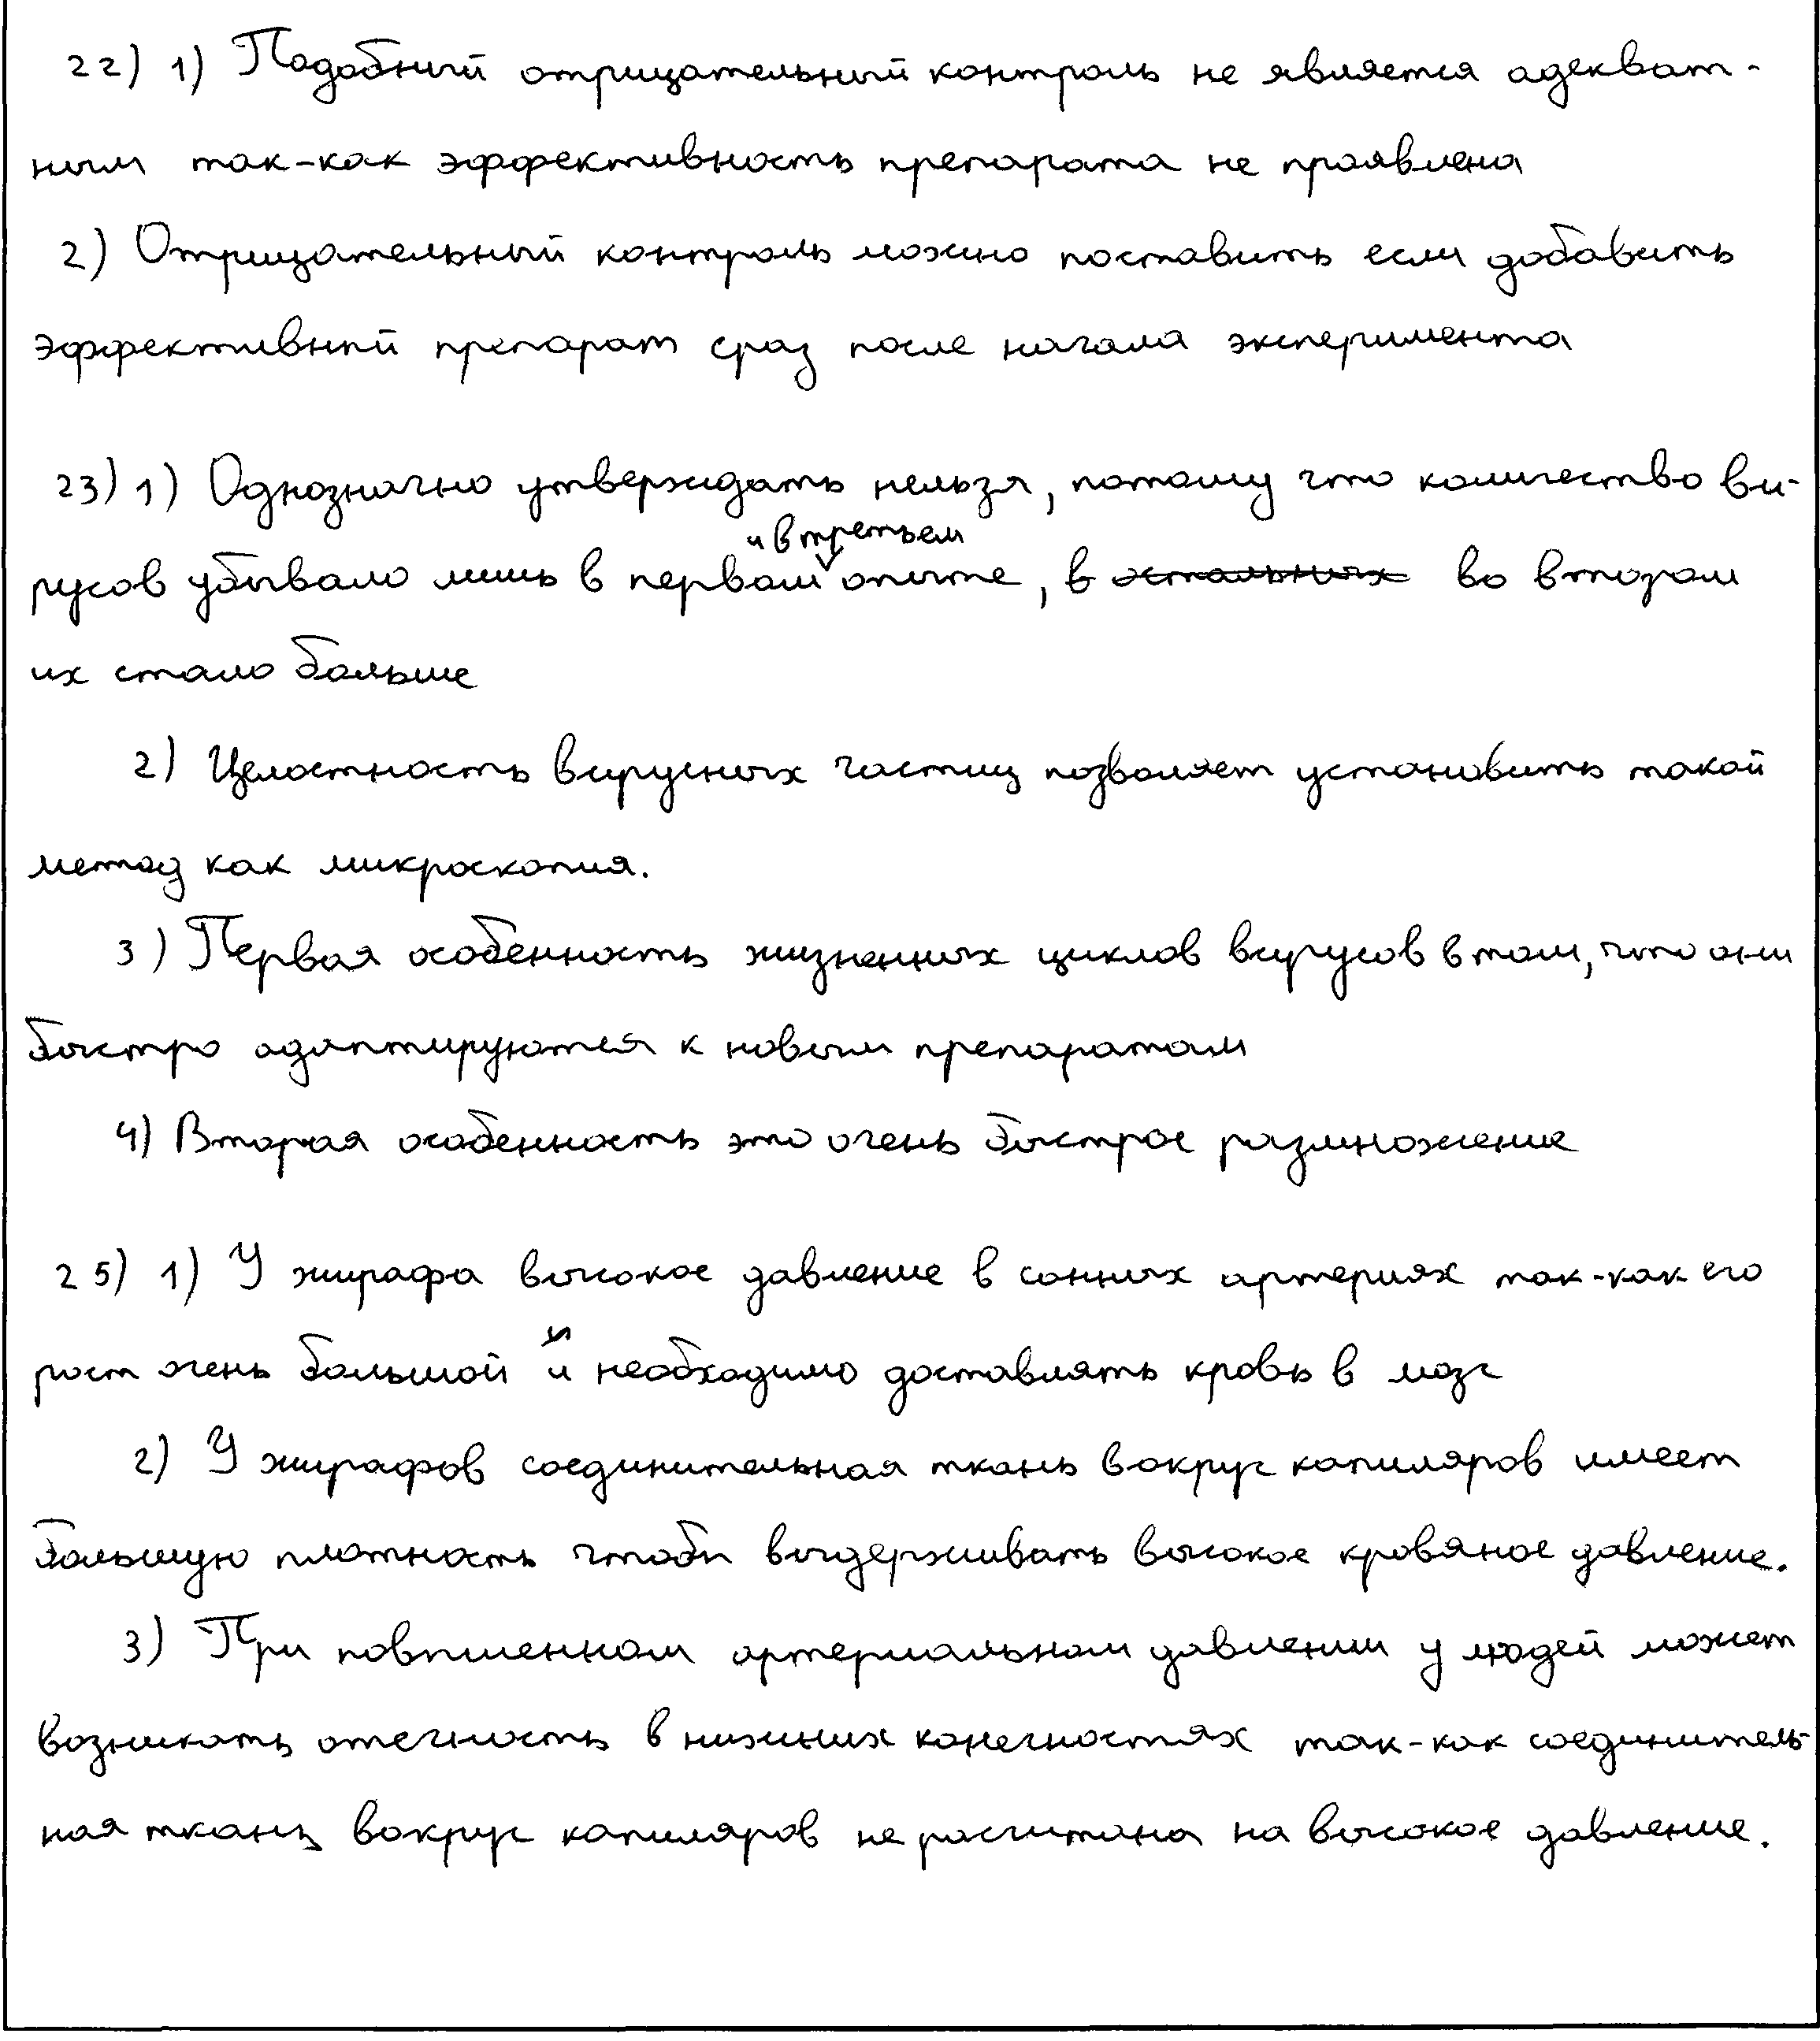 22) 1) Подобный отрицательный контроль не является адекват-
ным так-как эффективность препарата не проявлена
2) Отрицательный контроль можно поставить если добавить
эффективный препарат сраз после начала эксперимента
23) 1) Однозначно утверждать нельзя, потому что количество ви-
и в третьем
русов убывало лишь в первом опыте, в остальных во втором
их стало больше
2) Целостность вирусных частиц позволяет установить такой
метод как микроскопия.
3) Первая особенность жизненных циклов вирусов в том, что они
быстро адаптируются к новым препаратам
4) Вторая особенность это очень быстрое размножение
25) 1) У жирафа высокое давление в сонных артериях так-как его
рост очень большой и необходимо доставлять кровь в мозг
2) У жирафов соединительная ткань вокруг капиляров имеет
большую плотность чтобы выдерживать высокое кровяное давление.
3) При повышенном артериальном давлении у людей может
возникать отечность в нижних конечностях так-как соединитель-
ная ткань вокруг капиляров не расчитана на высокое давление.